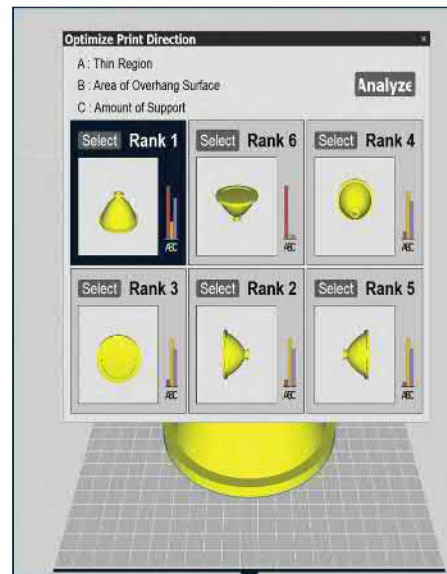 Optimize Print Direction ×
A : Thin Region
B : Area of Overhang Surface
C : Amount of Support
Analyze
Select Rank 1
ABC
Select Rank 6
ABC
Select Rank 4
ABC
Select Rank 3
ABC
Select Rank 2
ABC
Select Rank 5
ABC